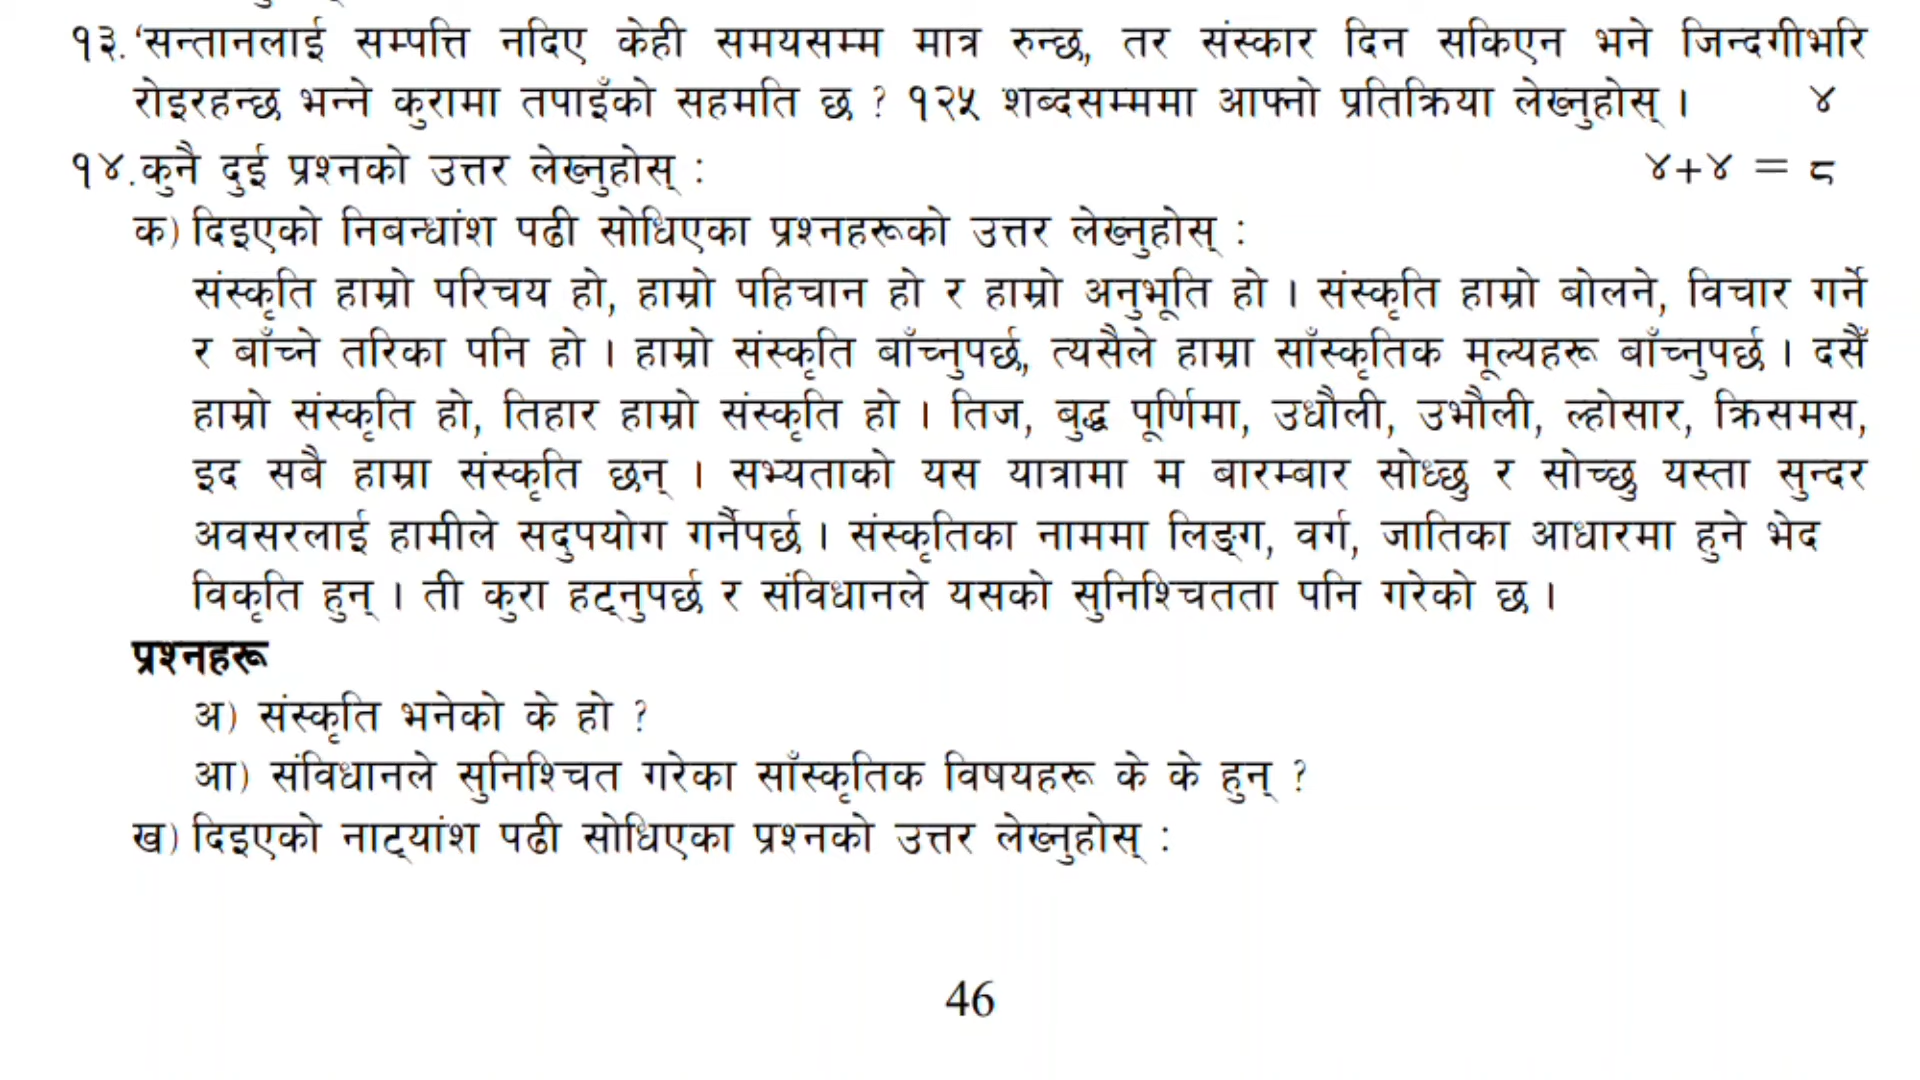 १३. ‘सन्तानलाई सम्पत्ति नदिए केही समयसम्म मात्र रुन्छ, तर संस्कार दिन सकिएन भने जिन्दगीभरि
रोइरहन्छ भन्ने कुरामा तपाइँको सहमति छ ? १२५ शब्दसम्ममा आफ्नो प्रतिक्रिया लेख्नुहोस् । ४
१४. कुनै दुई प्रश्नको उत्तर लेख्नुहोस् : ४+४ = ८
क) दिइएको निबन्धांश पढी सोधिएका प्रश्नहरूको उत्तर लेख्नुहोस् :
संस्कृति हाम्रो परिचय हो, हाम्रो पहिचान हो र हाम्रो अनुभूति हो । संस्कृति हाम्रो बोलने, विचार गर्ने
र बाँच्ने तरिका पनि हो । हाम्रो संस्कृति बाँच्नुपर्छ, त्यसैले हाम्रा साँस्कृतिक मूल्यहरू बाँच्नुपर्छ । दसैँ
हाम्रो संस्कृति हो, तिहार हाम्रो संस्कृति हो । तिज, बुद्ध पूर्णिमा, उधौली, उभौली, ल्होसार, क्रिसमस,
इद सबै हाम्रा संस्कृति छन् । सभ्यताको यस यात्रामा म बारम्बार सोध्छु र सोच्छु यस्ता सुन्दर
अवसरलाई हामीले सदुपयोग गर्नैपर्छ । संस्कृतिका नाममा लिङ्ग, वर्ग, जातिका आधारमा हुने भेद
विकृति हुन् । ती कुरा हट्नुपर्छ र संविधानले यसको सुनिश्चितता पनि गरेको छ ।
प्रश्नहरू
अ) संस्कृति भनेको के हो ?
आ) संविधानले सुनिश्चित गरेका साँस्कृतिक विषयहरू के के हुन् ?
ख) दिइएको नाट्यांश पढी सोधिएका प्रश्नको उत्तर लेख्नुहोस् :
46